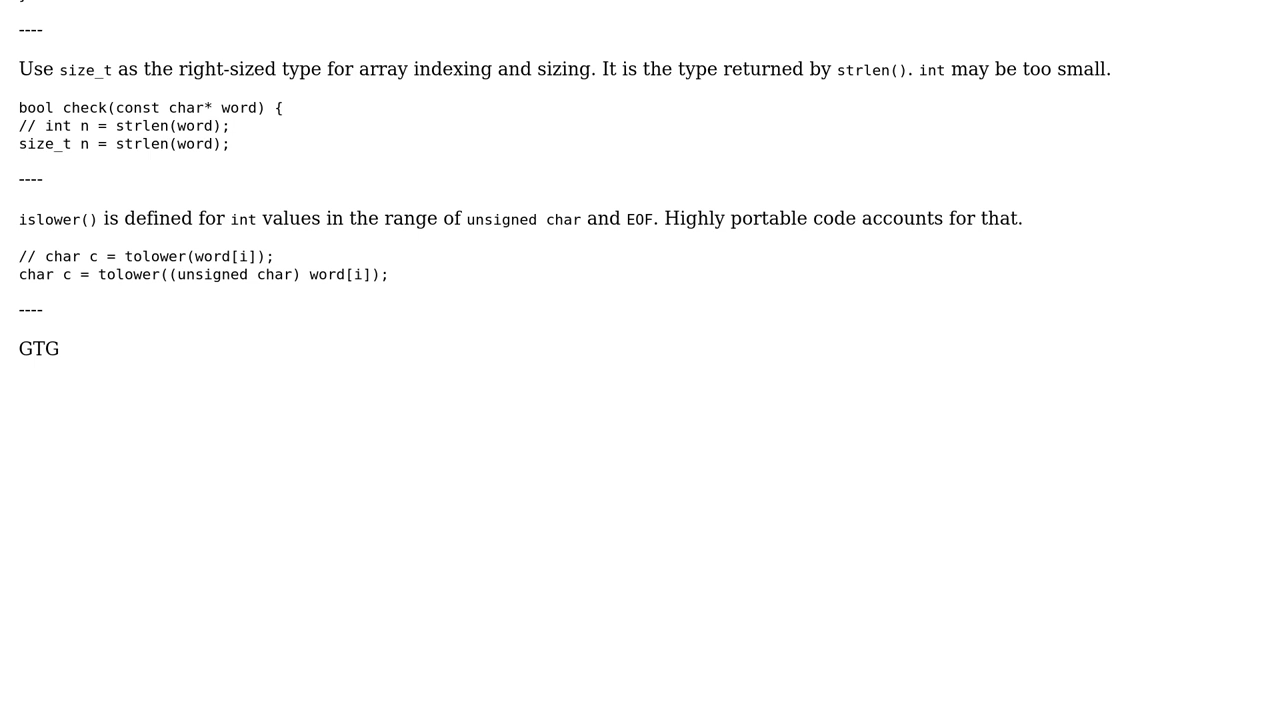 ----
Use size_t as the right-sized type for array indexing and sizing. It is the type returned by strlen(). int may be too small.
bool check(const char* word) {
// int n = strlen(word);
size_t n = strlen(word);
----
islower() is defined for int values in the range of unsigned char and EOF. Highly portable code accounts for that.
// char c = tolower(word[i]);
char c = tolower((unsigned char) word[i]);
----
GTG